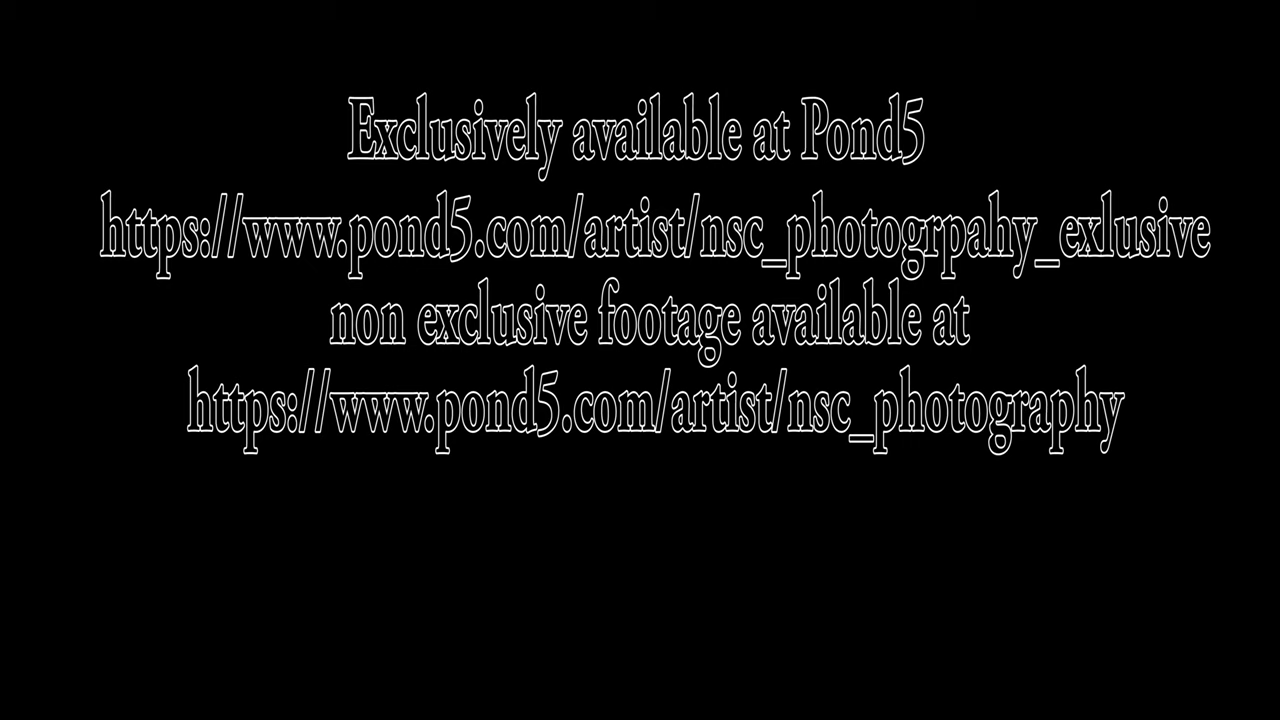 Exclusively available at Pond5
https://www.pond5.com/artist/nsc_photogrpahy_exlusive
non exclusive footage available at
https://www.pond5.com/artist/nsc_photography